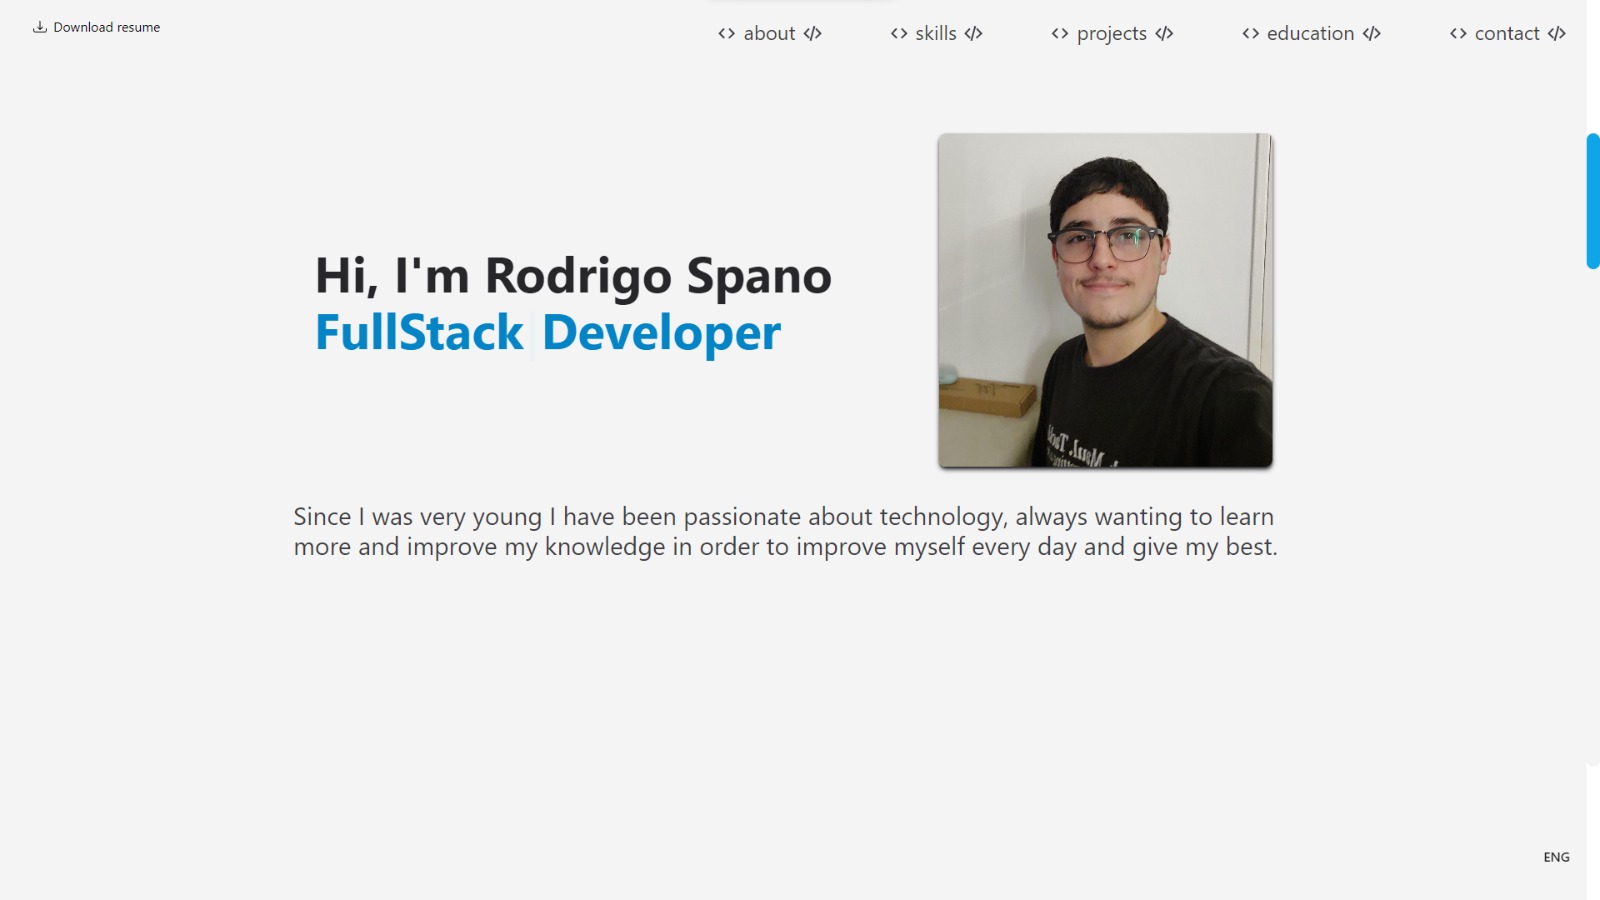 Download resume
<> about </>
<> skills </>
<> projects </>
<> education </>
<> contact </>
Hi, I'm Rodrigo Spano
FullStack Developer
Since I was very young I have been passionate about technology, always wanting to learn
more and improve my knowledge in order to improve myself every day and give my best.
ENG